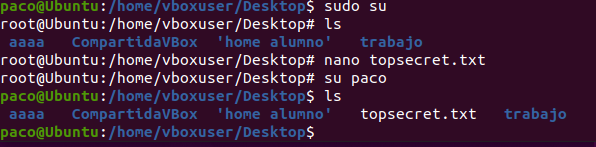 paco@Ubuntu:/home/vboxuser/Desktop$ sudo su
root@Ubuntu:/home/vboxuser/Desktop# ls
aaaa   CompartidaVBox  'home alumno'   trabajo
root@Ubuntu:/home/vboxuser/Desktop# nano topsecret.txt
root@Ubuntu:/home/vboxuser/Desktop# su paco
paco@Ubuntu:/home/vboxuser/Desktop$ ls
aaaa   CompartidaVBox  'home alumno'   topsecret.txt   trabajo
paco@Ubuntu:/home/vboxuser/Desktop$